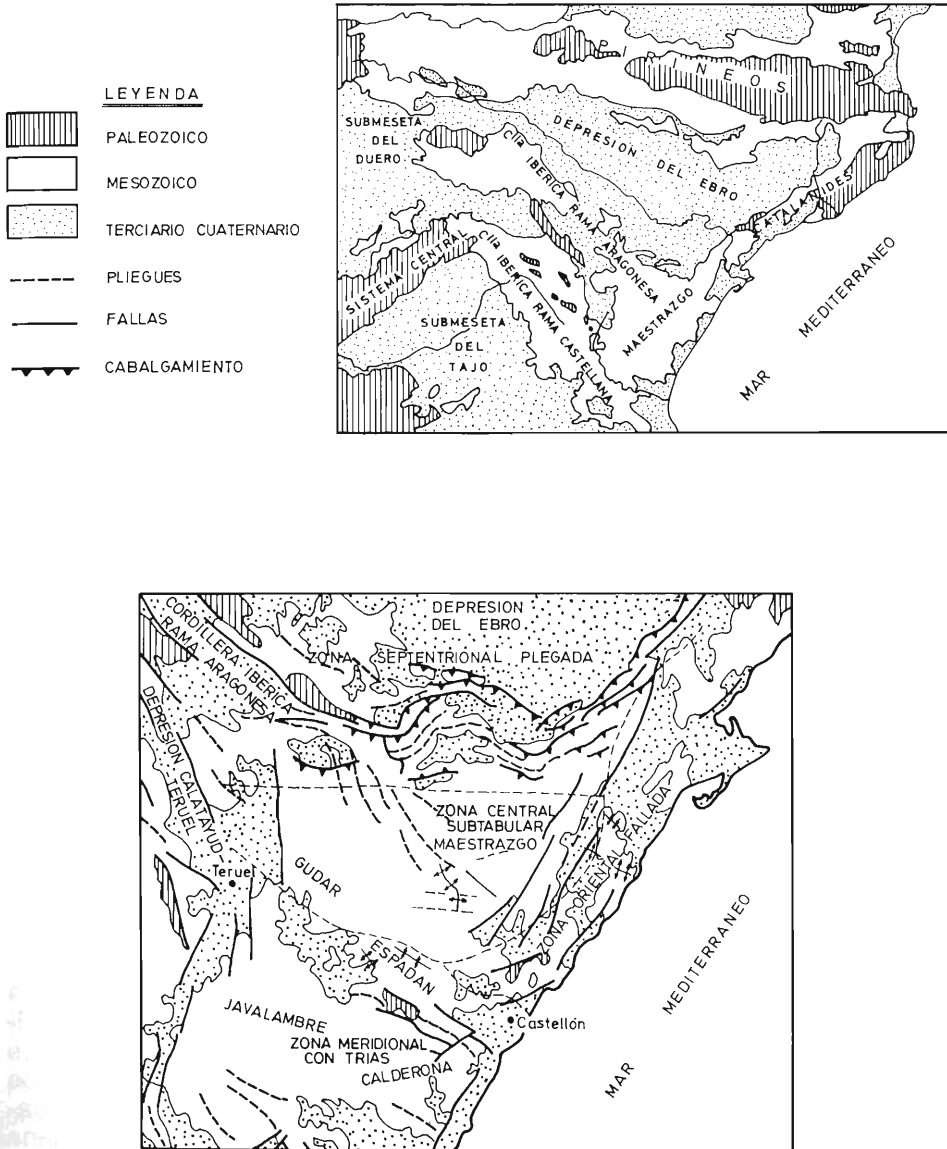 LEYENDA
PALEOZOICO
MESOZOICO
TERCIARIO CUATERNARIO
PLIEGUES
FALLAS
CABALGAMIENTO
PIRINEOS
SUBMESETA
DEL
DUERO
DEPRESION DEL EBRO
Cilla IBERICA RAMA ARAGONESA
CATALANIDES
SISTEMA CENTRAL
Cilla IBERICA RAMA CASTELLANA
MAESTRAZGO
SUBMESETA
DEL
TAJO
MAR MEDITERRANEO
DEPRESION
DEL EBRO
CORDILLERA IBERICA
RAMA ARAGONESA
ZONA SEPTENTRIONAL PLEGADA
DEPRESION CALATAYUD
TERUEL
ZONA CENTRAL
SUBTABULAR
MAESTRAZGO
Teruel
GUDAR
ZONA ORIENTAL FALLADA
ESPADAN
JAVALAMBRE
Castellón
ZONA MERIDIONAL
CON TRIAS
CALDERONA
MAR MEDITERRANEO